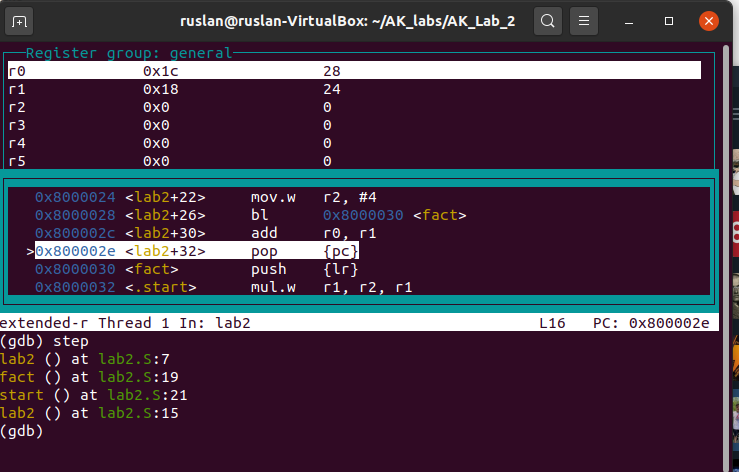 ruslan@ruslan-VirtualBox: ~/AK_labs/AK_Lab_2
Register group: general
r0 0x1c 28
r1 0x18 24
r2 0x0 0
r3 0x0 0
r4 0x0 0
r5 0x0 0
0x8000024 <lab2+22> mov.w r2, #4
0x8000028 <lab2+26> bl 0x8000030 <fact>
0x800002c <lab2+30> add r0, r1
>0x800002e <lab2+32> pop {pc}
0x8000030 <fact> push {lr}
0x8000032 <.start> mul.w r1, r2, r1
extended-r Thread 1 In: lab2 L16 PC: 0x800002e
(gdb) step
lab2 () at lab2.S:7
fact () at lab2.S:19
start () at lab2.S:21
lab2 () at lab2.S:15
(gdb)